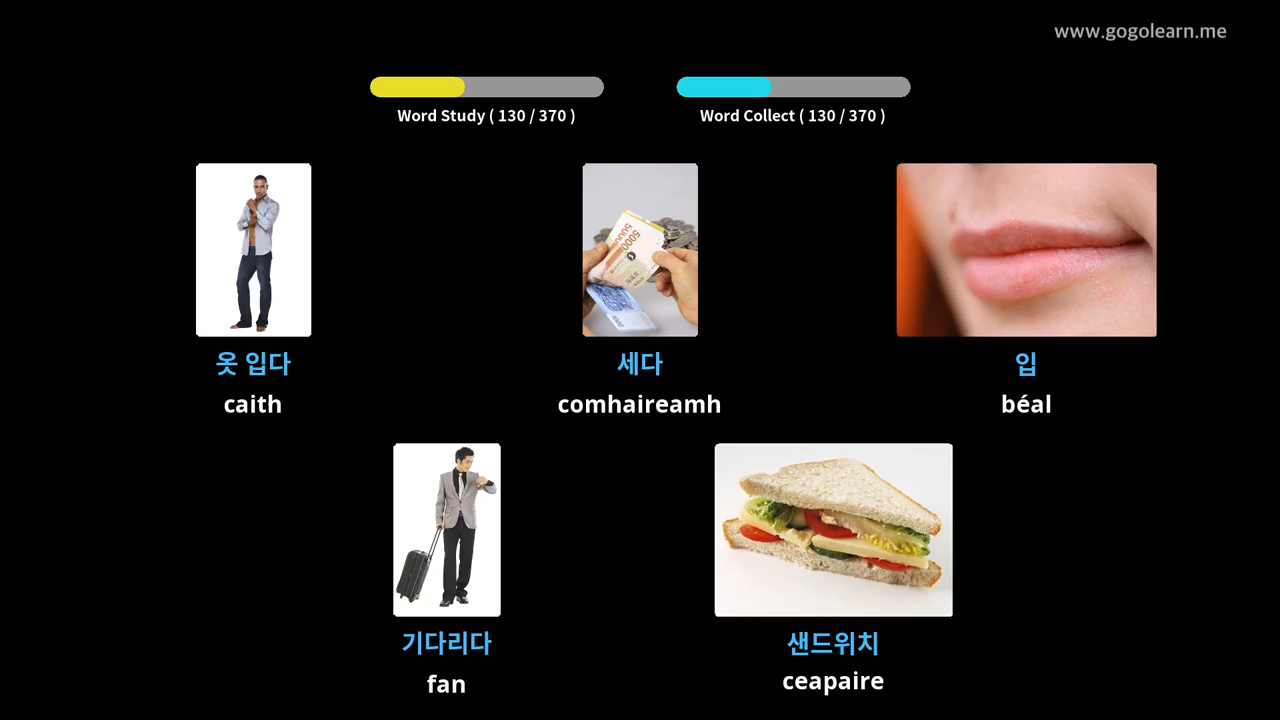 www.gogolearn.me
Word Study ( 130 / 370 )
Word Collect ( 130 / 370 )
옷 입다
caith
세다
comhaireamh
입
béal
기다리다
fan
샌드위치
ceapaire